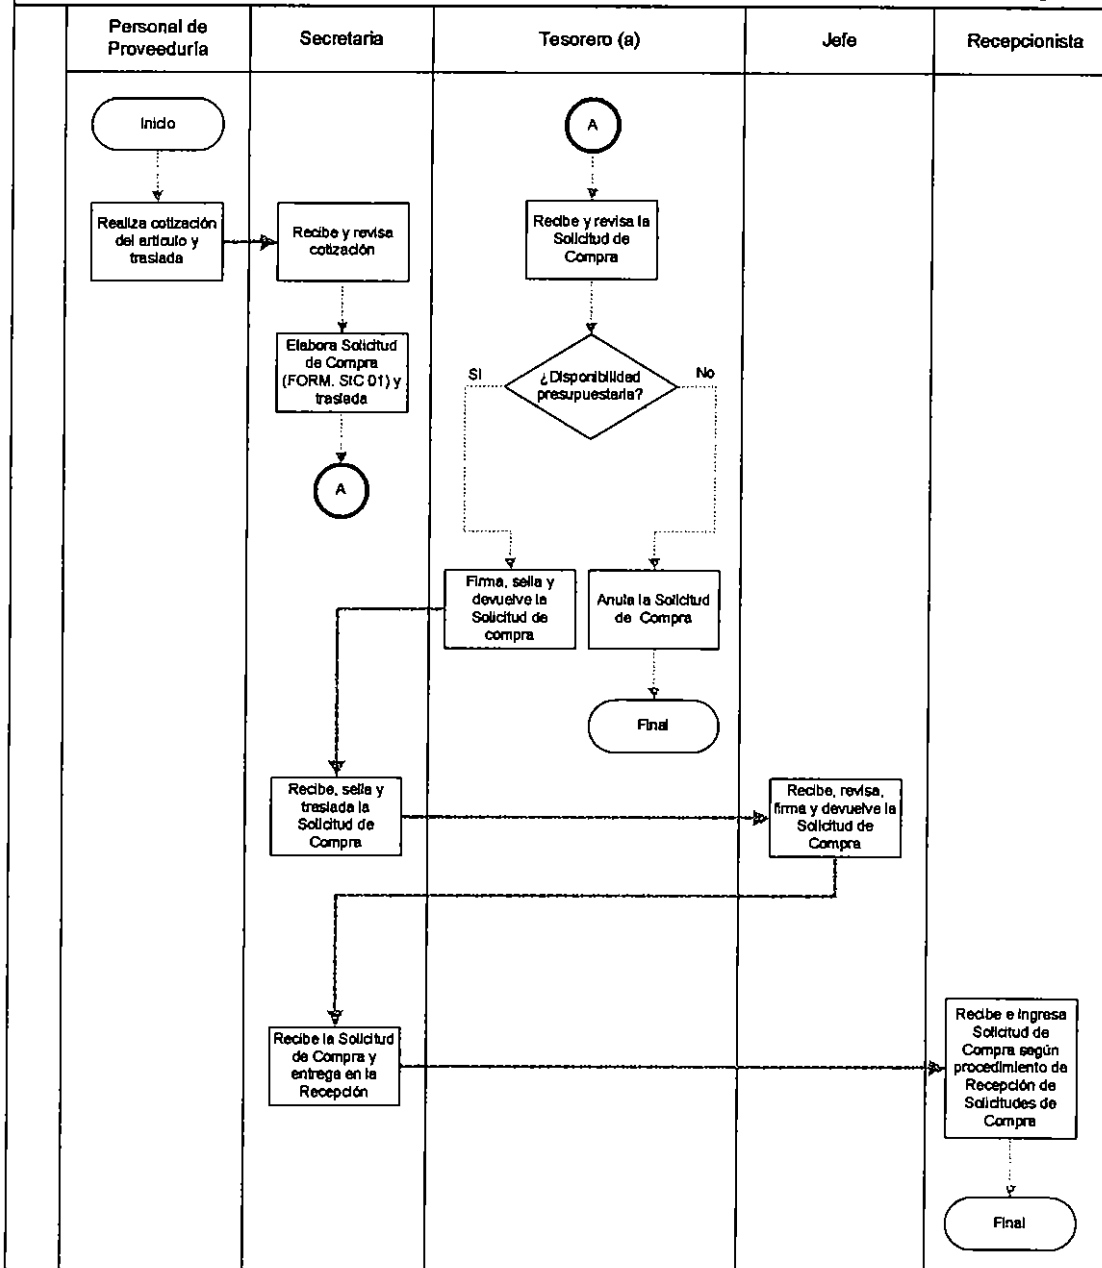 Personal de
Proveeduría
Secretaria
Tesorero (a)
Jefe
Recepcionista
Inicio
A
Realiza cotización
del artículo y
traslada
Recibe y revisa
cotización
Recibe y revisa la
Solicitud de
Compra
Elabora Solicitud
de Compra
(FORM. SIC 01) y
traslada
SI
¿Disponibilidad
presupuestaria?
No
A
Firma, sella y
devuelve la
Solicitud de
compra
Anula la Solicitud
de Compra
Final
Recibe, sella y
traslada la
Solicitud de
Compra
Recibe, revisa,
firma y devuelve la
Solicitud de
Compra
Recibe la Solicitud
de Compra y
entrega en la
Recepción
Recibe e ingresa
Solicitud de
Compra según
procedimiento de
Recepción de
Solicitudes de
Compra
Final